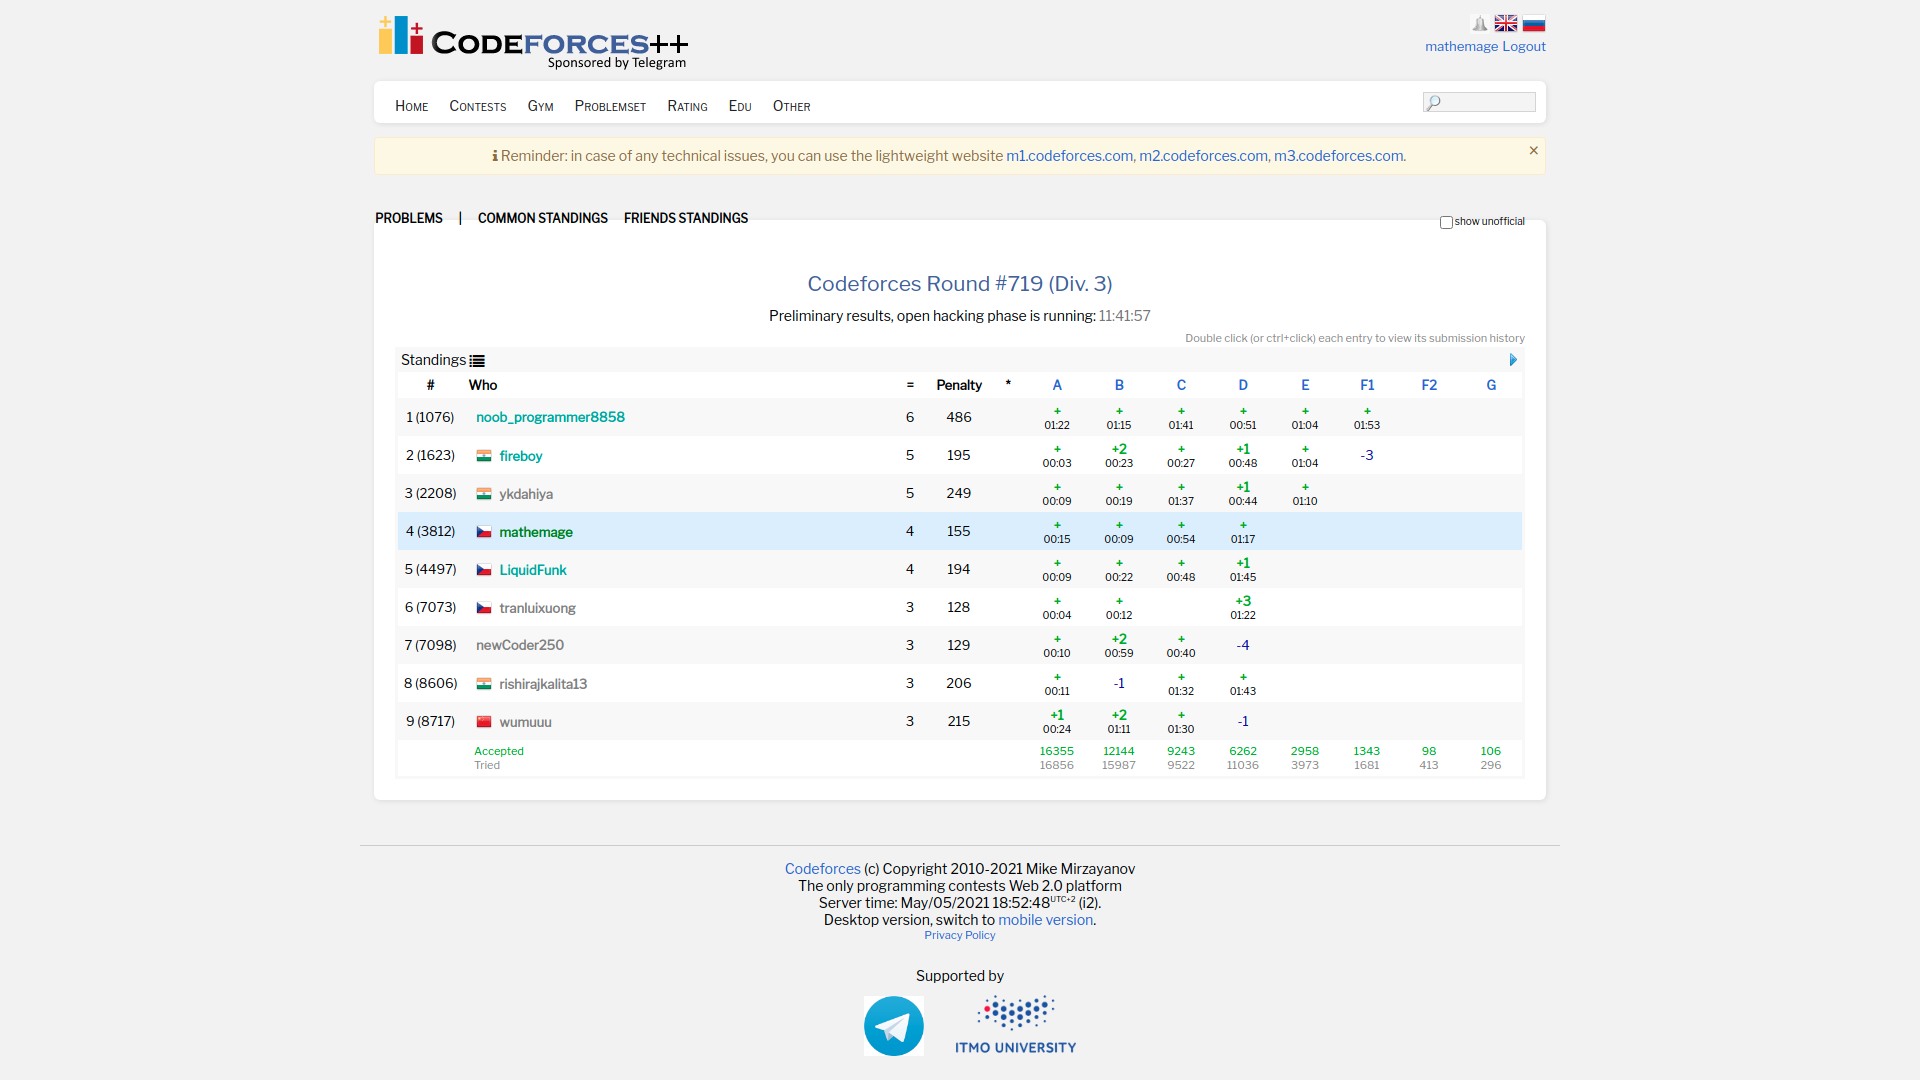 CODEFORCES++
Sponsored by Telegram
mathemage Logout
HOME CONTESTS GYM PROBLEMSET RATING EDU OTHER
Reminder: in case of any technical issues, you can use the lightweight website m1.codeforces.com, m2.codeforces.com, m3.codeforces.com.
×
PROBLEMS | COMMON STANDINGS FRIENDS STANDINGS
show unofficial
Codeforces Round #719 (Div. 3)
Preliminary results, open hacking phase is running: 11:41:57
Double click (or ctrl+click) each entry to view its submission history
Standings
# Who = Penalty * A B C D E F1 F2 G
1 (1076) noob_programmer8858 6 486 + + + + + +
01:22 01:15 01:41 00:51 01:04 01:53
2 (1623) fireboy 5 195 + +2 + +1 + -3
00:03 00:23 00:27 00:48 01:04
3 (2208) ykdahiya 5 249 + + + +1 +
00:09 00:19 01:37 00:44 01:10
4 (3812) mathemage 4 155 + + + +
00:15 00:09 00:54 01:17
5 (4497) LiquidFunk 4 194 + + + +1
00:09 00:22 00:48 01:45
6 (7073) tranluixuong 3 128 + + +3
00:04 00:12 01:22
7 (7098) newCoder250 3 129 + +2 + -4
00:10 00:59 00:40
8 (8606) rishirajkalita13 3 206 + -1 + +
00:11 01:32 01:43
9 (8717) wumuuu 3 215 +1 +2 + -1
00:24 01:11 01:30
Accepted 16355 12144 9243 6262 2958 1343 98 106
Tried 16856 15987 9522 11036 3973 1681 413 296
Codeforces (c) Copyright 2010-2021 Mike Mirzayanov
The only programming contests Web 2.0 platform
Server time: May/05/2021 18:52:48UTC+2 (i2).
Desktop version, switch to mobile version.
Privacy Policy
Supported by
ITMO UNIVERSITY